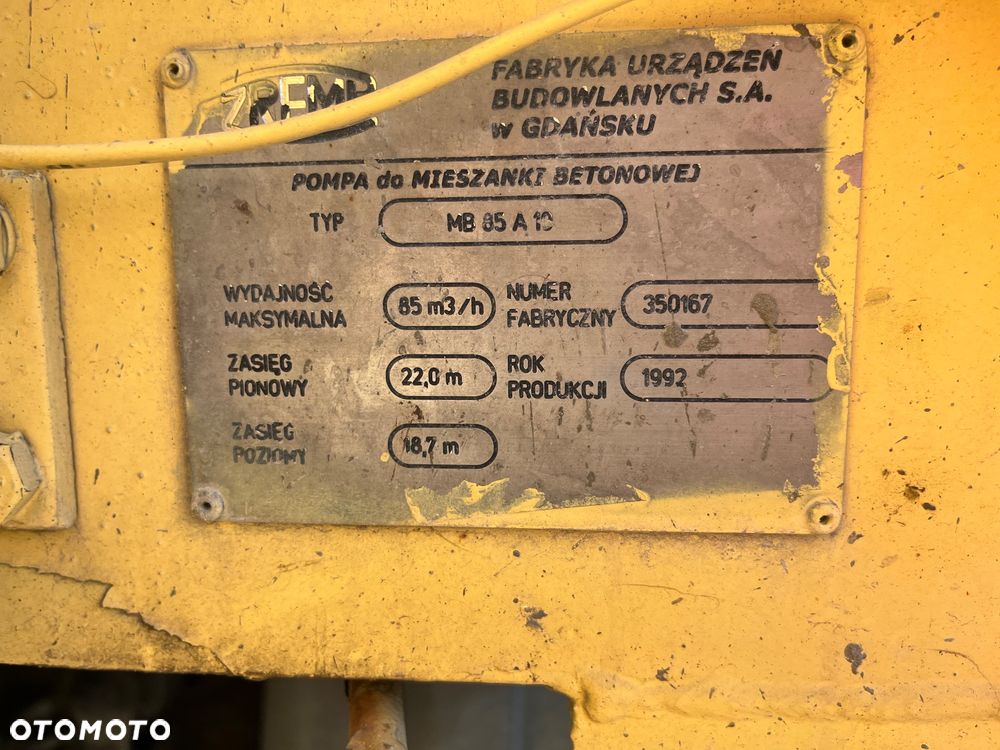 ZREMB
FABRYKA URZĄDZEŃ
BUDOWLANYCH S.A.
w GDAŃSKU
POMPA do MIESZANKI BETONOWEJ
TYP MB 85 A 10
WYDAJNOŚĆ
MAKSYMALNA
85 m3/h
NUMER
FABRYCZNY
350167
ZASIĘG
PIONOWY
22,0 m
ROK
PRODUKCJI
1992
ZASIĘG
POZIOMY
18,7 m
OTOMOTO